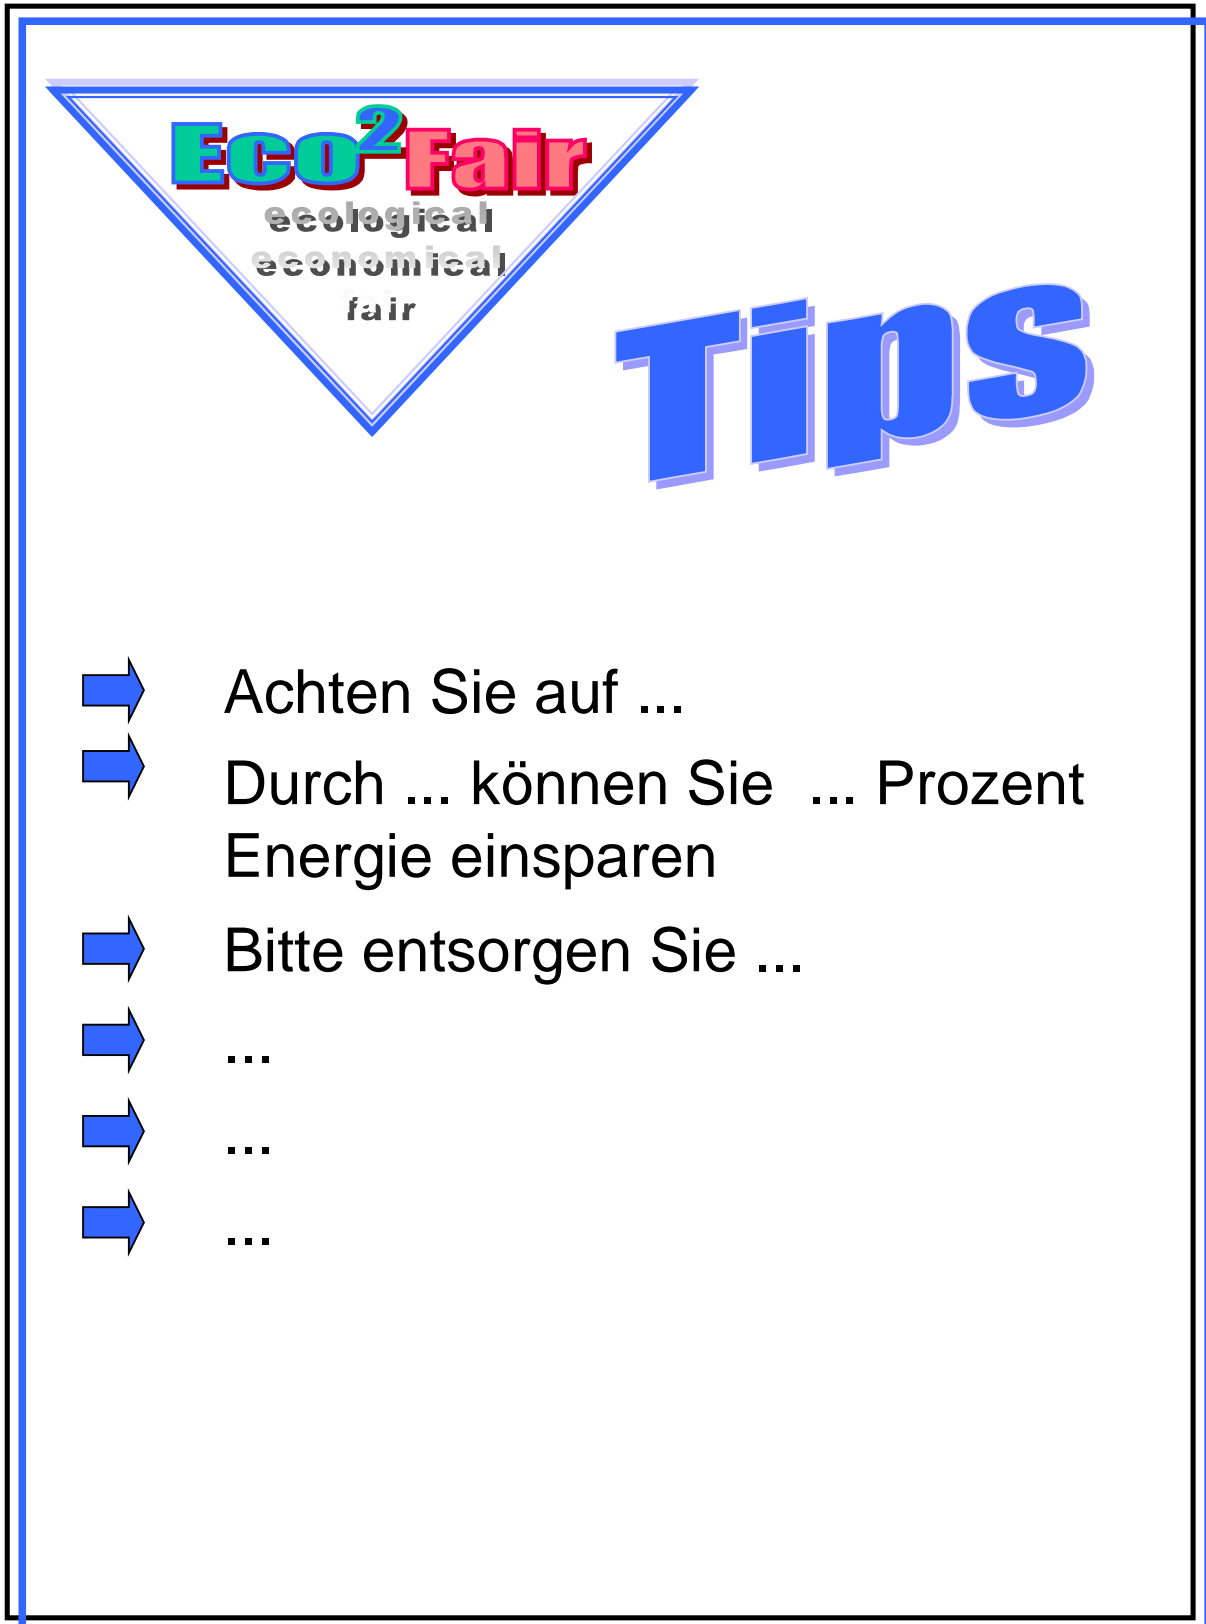 Eco²Fair
ecological
economical
fair
Tips
Achten Sie auf ...
Durch ... können Sie  ... Prozent
Energie einsparen
Bitte entsorgen Sie ...
...
...
...